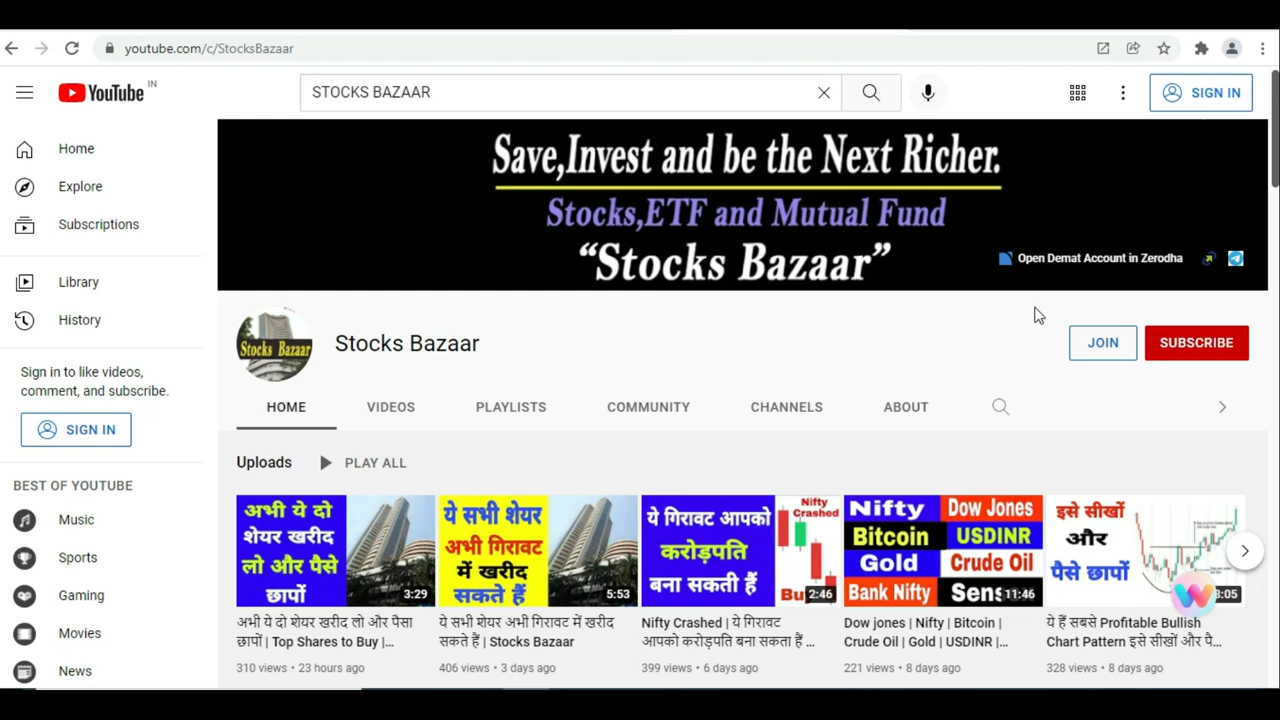 youtube.com/c/StocksBazaar
YouTube IN
STOCKS BAZAAR
SIGN IN
Home
Explore
Subscriptions
Library
History
Sign in to like videos,
comment, and subscribe.
SIGN IN
BEST OF YOUTUBE
Music
Sports
Gaming
Movies
News
Save,Invest and be the Next Richer.
Stocks,ETF and Mutual Fund
“Stocks Bazaar”
Open Demat Account in Zerodha
Stocks Bazaar
Stocks Bazaar
JOIN
SUBSCRIBE
HOME
VIDEOS
PLAYLISTS
COMMUNITY
CHANNELS
ABOUT
Uploads
PLAY ALL
अभी ये दो
शेयर खरीद
लो और पैसे
छापों
3:29
अभी ये दो शेयर खरीद लो और पैसा
छापों | Top Shares to Buy |...
310 views • 23 hours ago
ये सभी शेयर
अभी गिरावट
में खरीद
सकते हैं
5:53
ये सभी शेयर अभी गिरावट में खरीद
सकते है | Stocks Bazaar
406 views • 3 days ago
ये गिरावट आपको
करोड़पति
बना सकती हैं
Nifty
Crashed
2:46
Nifty Crashed | ये गिरावट
आपको करोड़पति बना सकता हैं ...
399 views • 6 days ago
Nifty
Dow Jones
Bitcoin
USDINR
Gold
Crude Oil
Bank Nifty
11:46
Dow jones | Nifty | Bitcoin |
Crude Oil | Gold | USDINR |...
221 views • 8 days ago
इसे सीखों
और
पैसे छापों
8:05
ये हैं सबसे Profitable Bullish
Chart Pattern इसे सीखों और पै...
328 views • 8 days ago